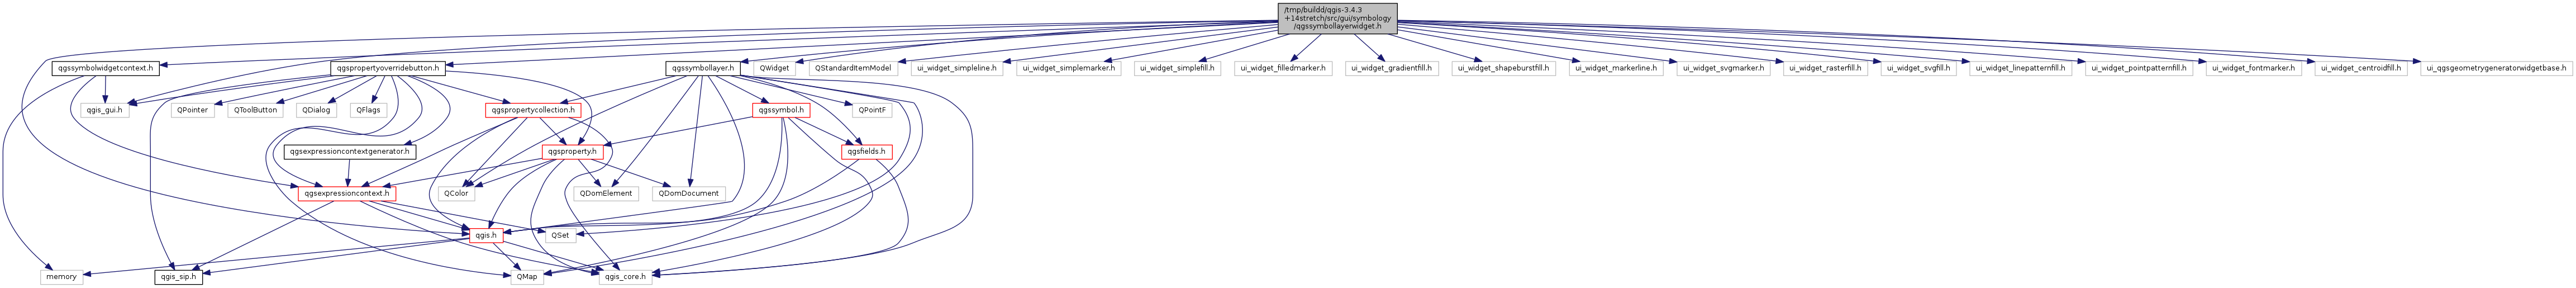 /tmp/buildd/qgis-3.4.3
+14stretch/src/gui/symbology
/qgssymbollayerwidget.h
qgssymbolwidgetcontext.h
qgspropertyoverridebutton.h
qgssymbollayer.h
QWidget
QStandardItemModel
ui_widget_simpleline.h
ui_widget_simplemarker.h
ui_widget_simplefill.h
ui_widget_filledmarker.h
ui_widget_gradientfill.h
ui_widget_shapeburstfill.h
ui_widget_markerline.h
ui_widget_svgmarker.h
ui_widget_rasterfill.h
ui_widget_svgfill.h
ui_widget_linepatternfill.h
ui_widget_pointpatternfill.h
ui_widget_fontmarker.h
ui_widget_centroidfill.h
ui_qgsgeometrygeneratorwidgetbase.h
qgis_gui.h
QPointer
QToolButton
QDialog
QFlags
qgspropertycollection.h
qgssymbol.h
QPointF
qgsexpressioncontextgenerator.h
qgsproperty.h
qgsfields.h
qgsexpressioncontext.h
QColor
QDomElement
QDomDocument
qgis.h
QSet
memory
qgis_sip.h
QMap
qgis_core.h